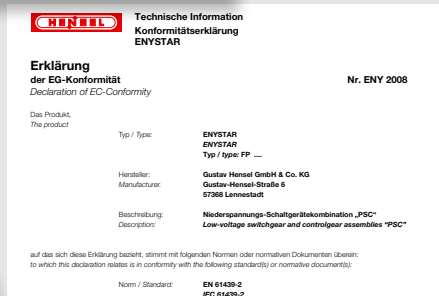 HENSEL
Technische Information
Konformitätserklärung
ENYSTAR
Erklärung
der EG-Konformität
Nr. ENY 2008
Declaration of EC-Conformity
Das Produkt,
The product
Typ / Type:
ENYSTAR
ENYSTAR
Typ / type: FP ....
Hersteller:
Gustav Hensel GmbH & Co. KG
Manufacturer:
Gustav-Hensel-Straße 6
57368 Lennestadt
Beschreibung:
Niederspannungs-Schaltgerätekombination „PSC“
Description:
Low-voltage switchgear and controlgear assemblies "PSC"
auf das sich diese Erklärung bezieht, stimmt mit folgenden Normen oder normativen Dokumenten überein:
to which this declaration relates is in conformity with the following standard(s) or normative document(s):
Norm / Standard:
EN 61439-2
IEC 61439-2